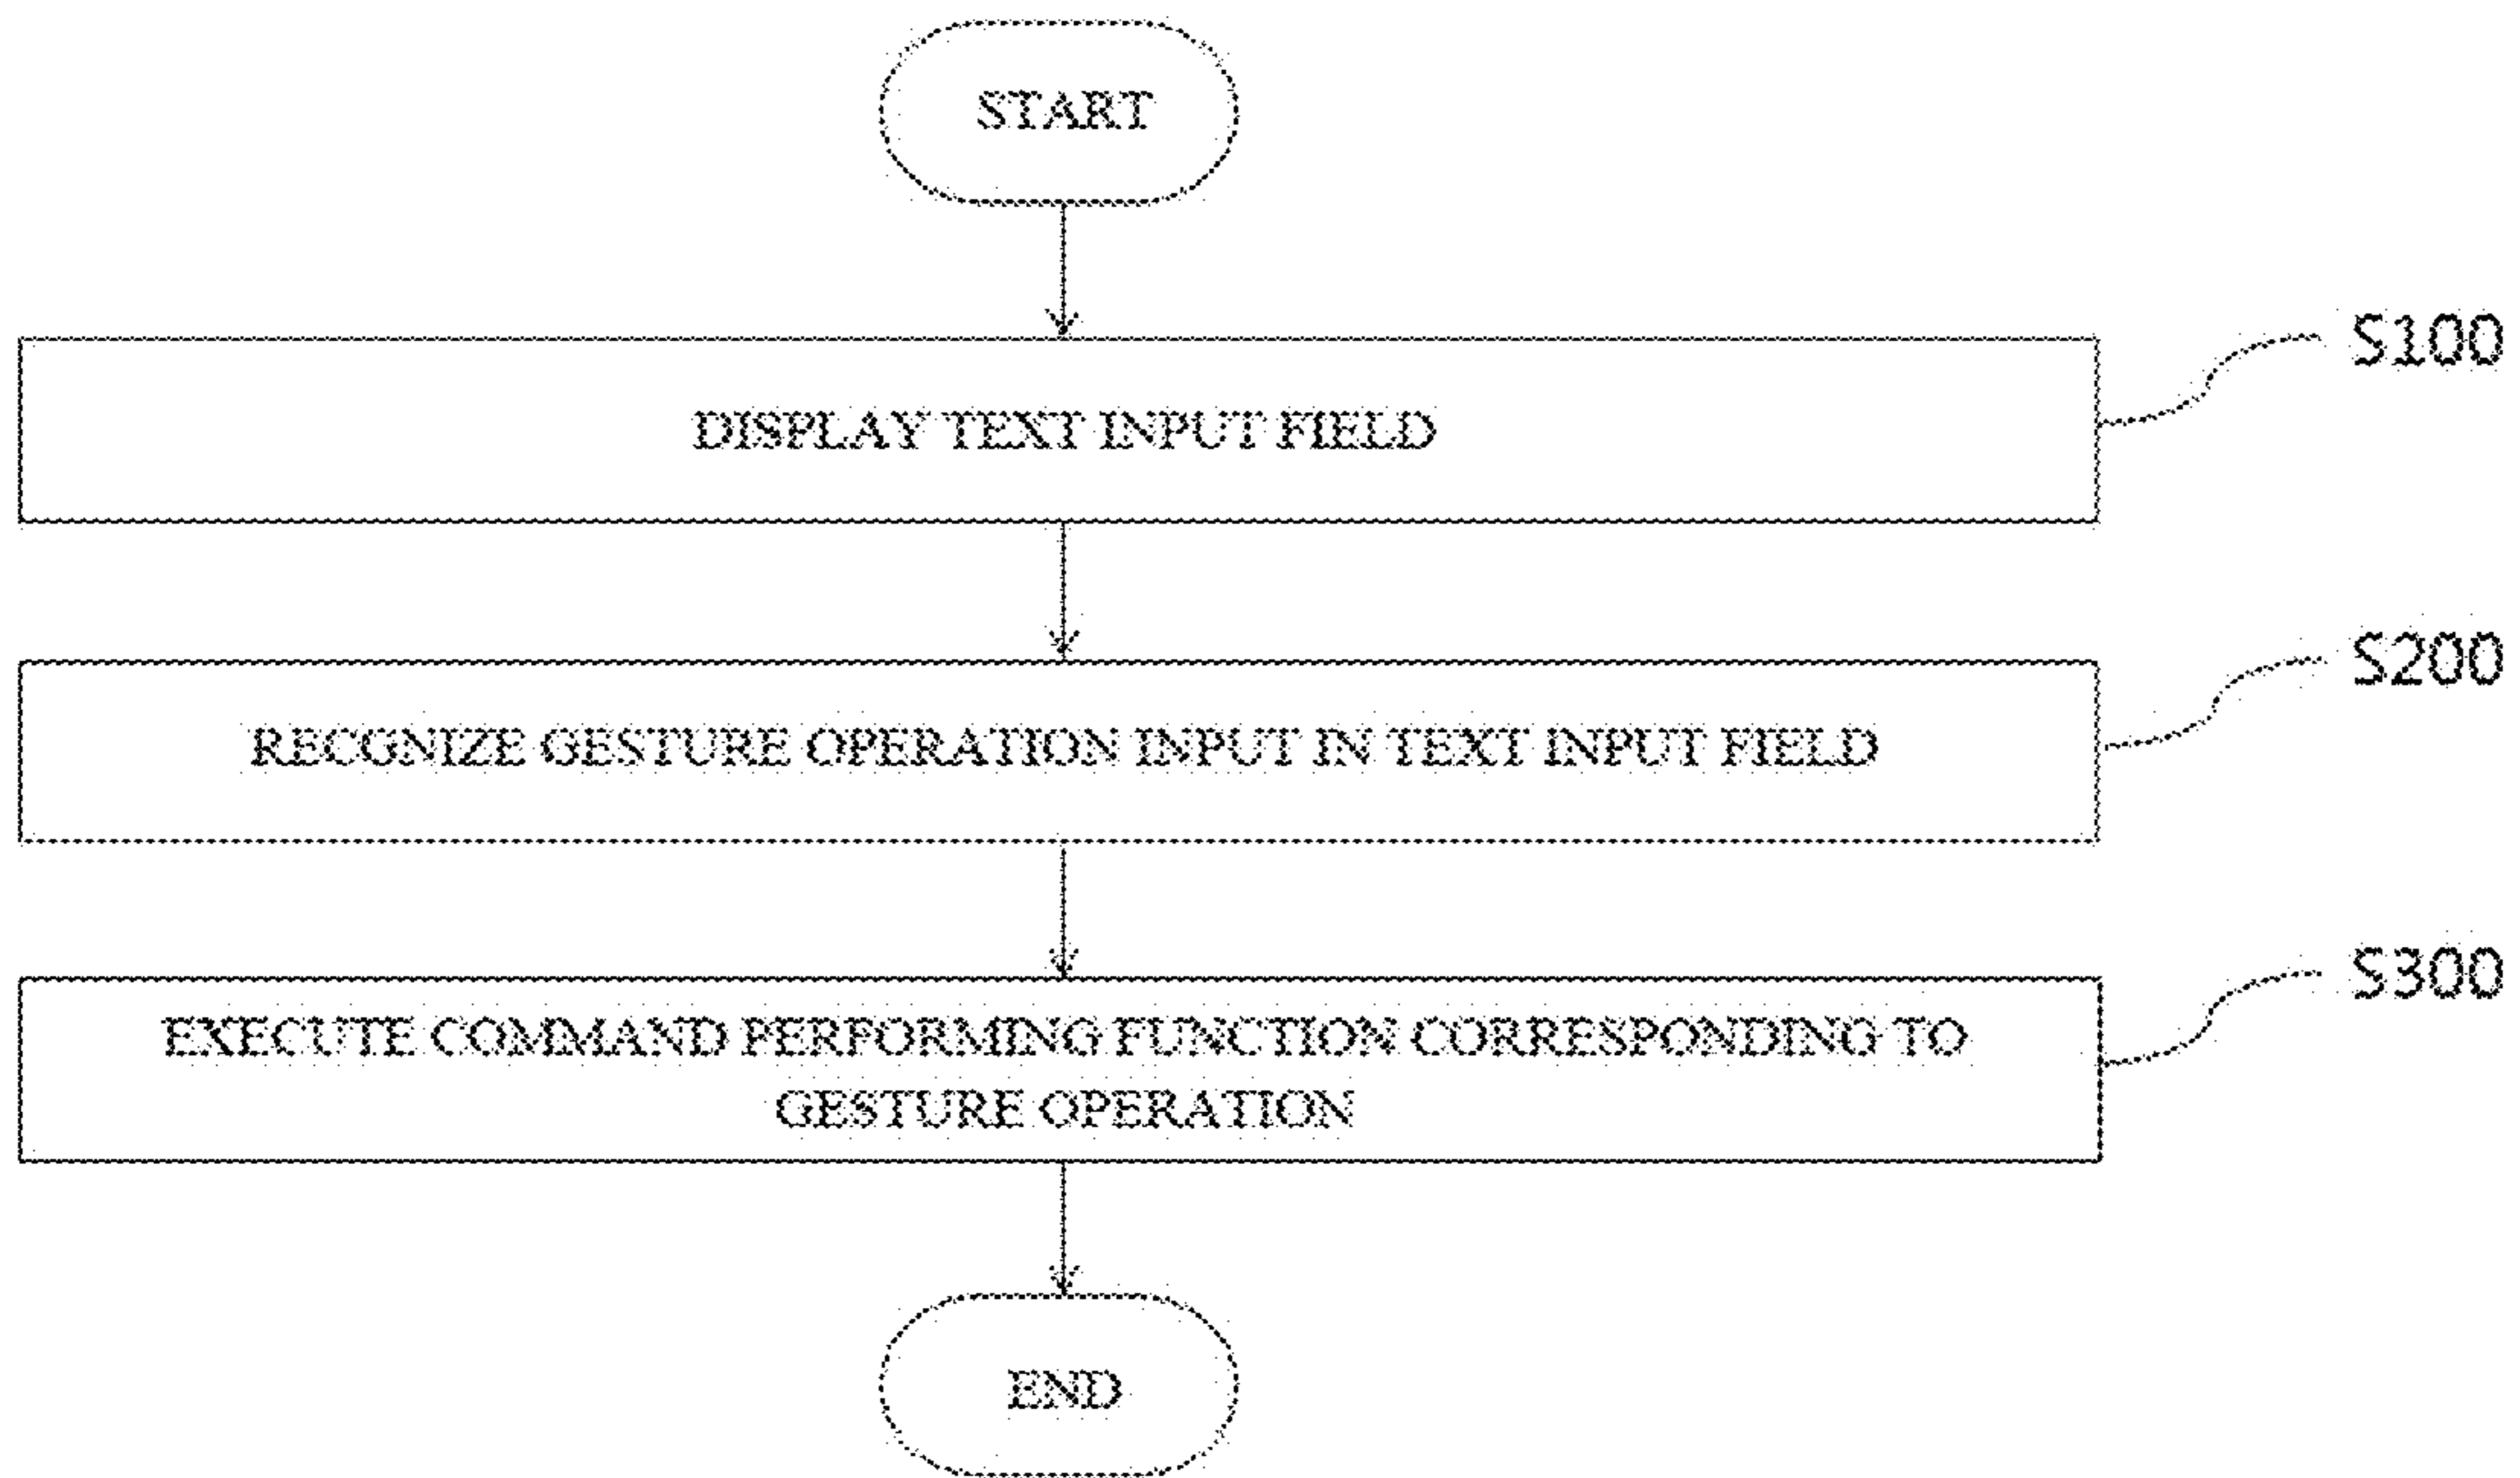 START
DISPLAY TEXT INPUT FIELD
S100
RECGNIZE GESTURE OPERATION INPUT IN TEXT INPUT FIELD
S200
EXECUTE COMMAND PERFORMING FUNCTION CORRESPONDING TO
GESTURE OPERATION
S300
END